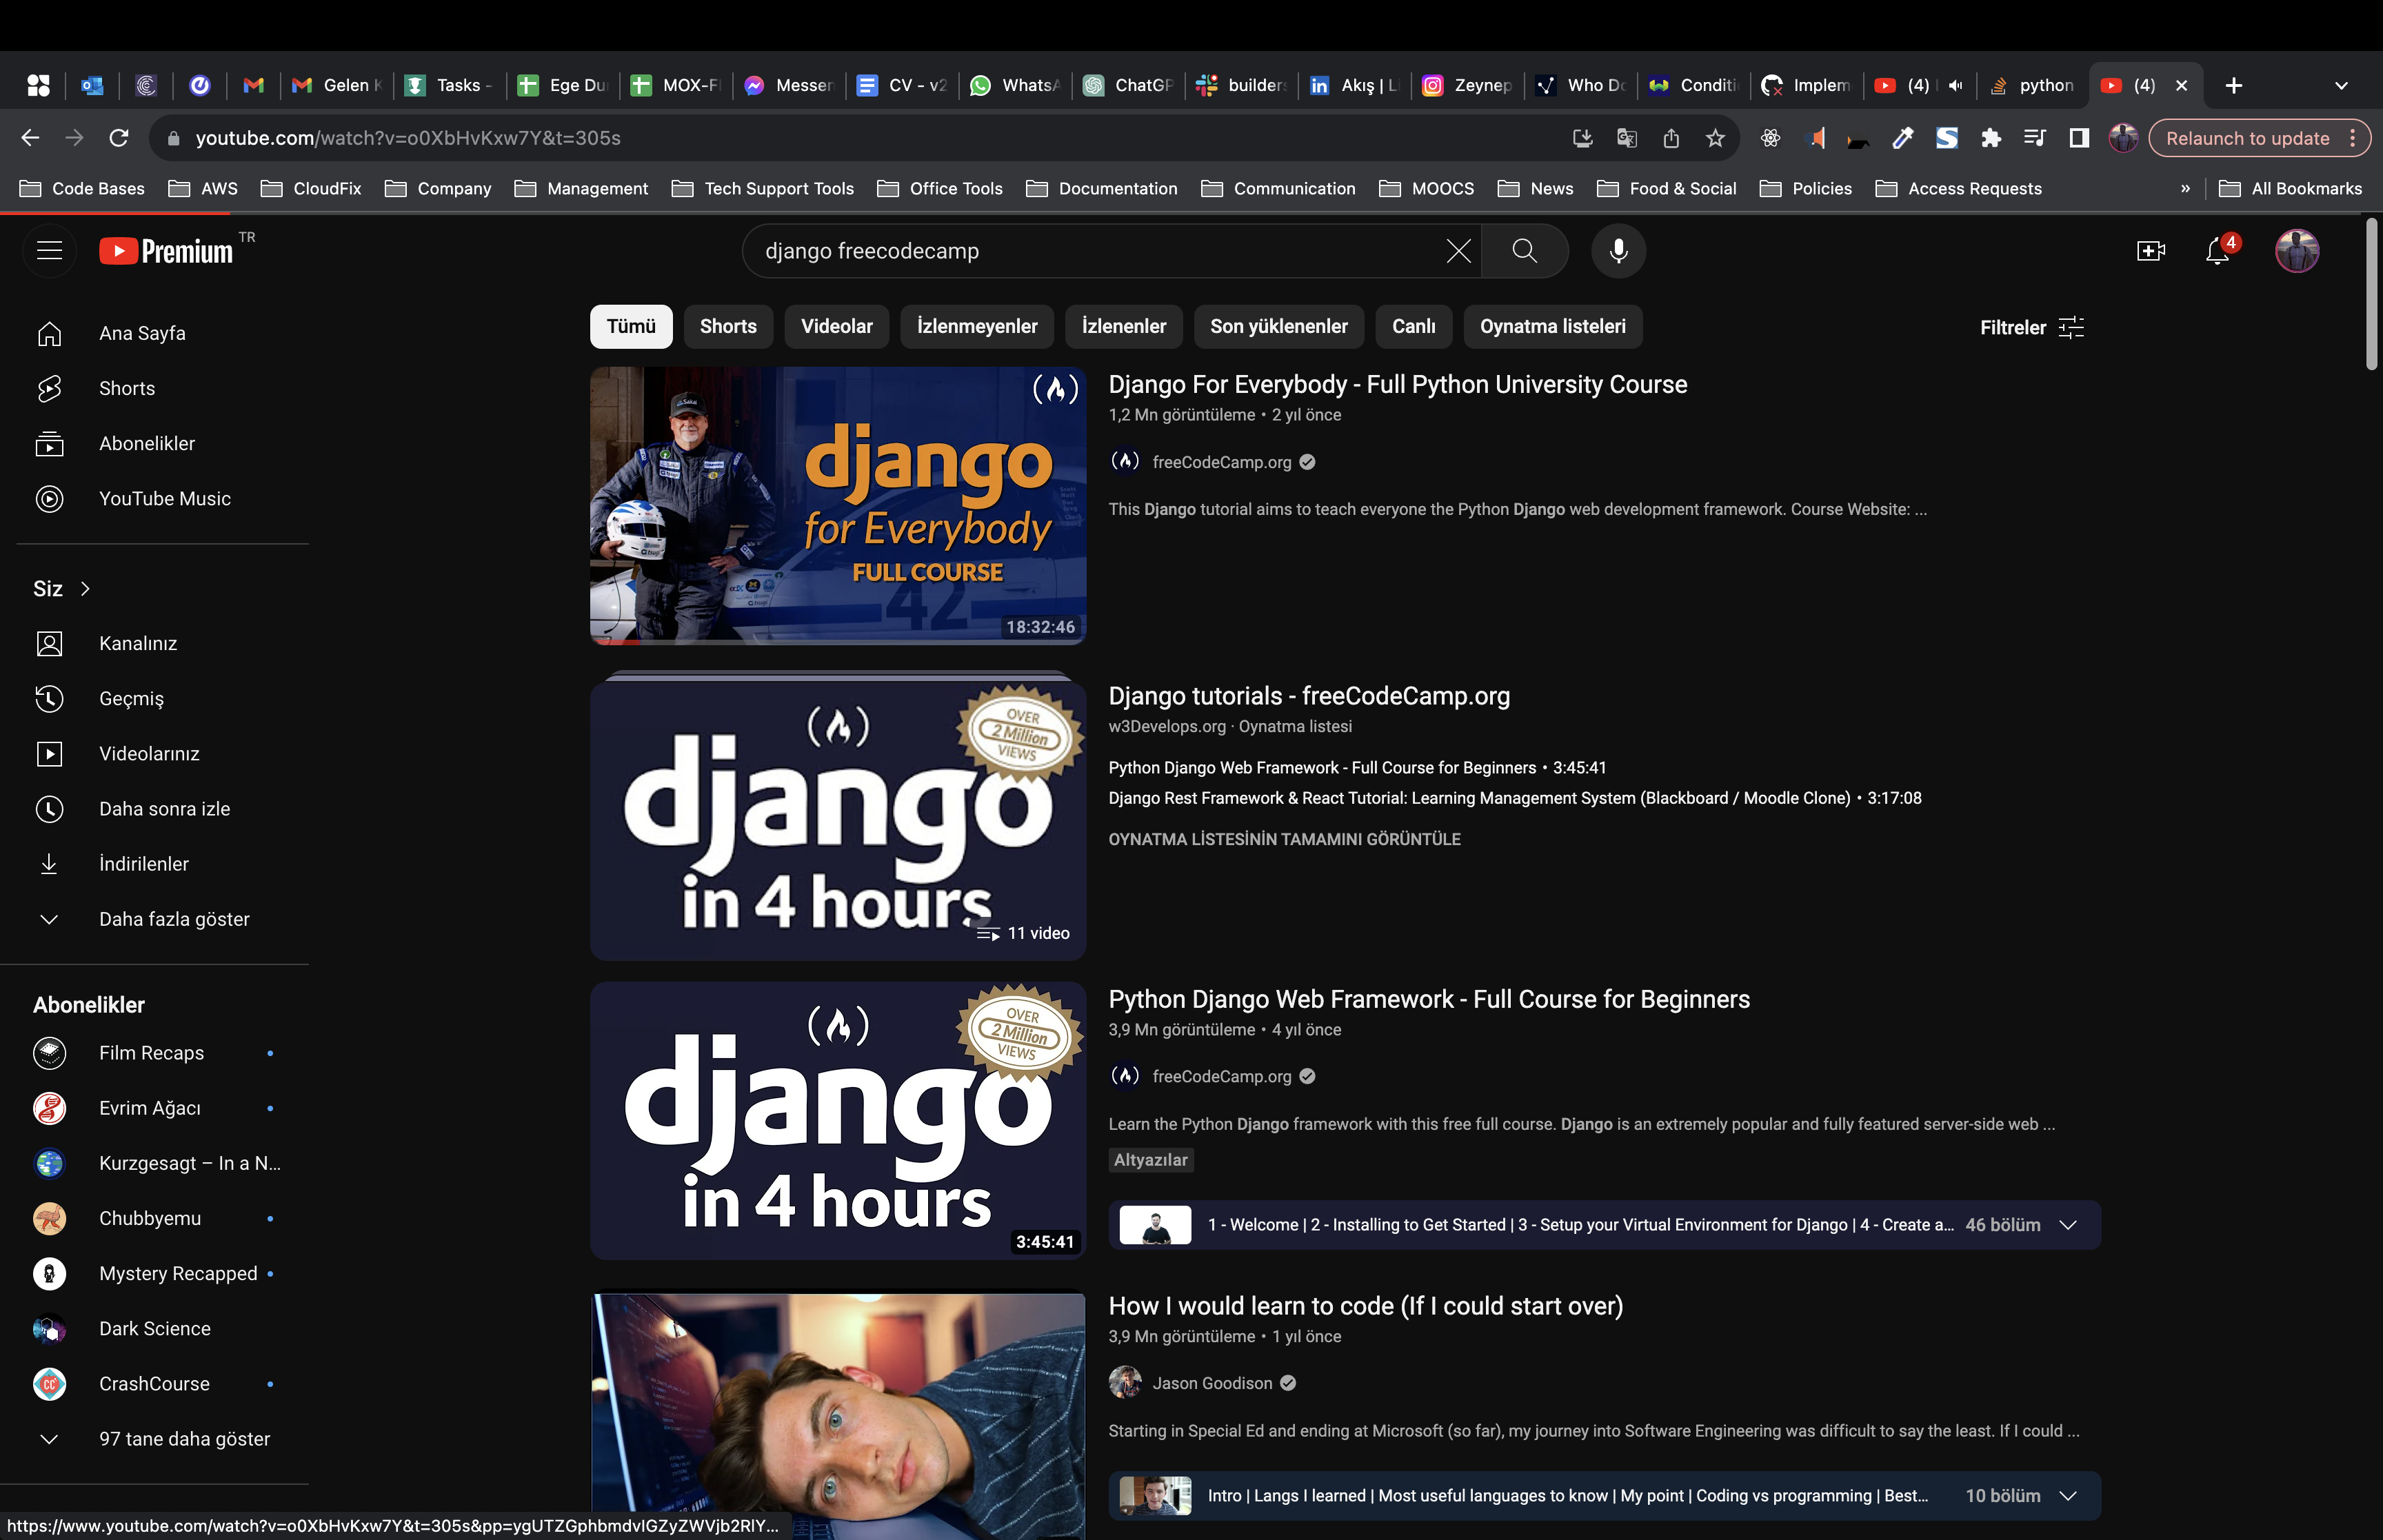 Gelen K
Tasks -
Ege Du
MOX-F
Messen
CV - v2
WhatsA
ChatGP
builders
Akış | Li
Zeynep
Who Do
Conditi
Implem
(4)
python
(4)
youtube.com/watch?v=o0XbHvKxw7Y&t=305s
Relaunch to update
Code Bases
AWS
CloudFix
Company
Management
Tech Support Tools
Office Tools
Documentation
Communication
MOOCS
News
Food & Social
Policies
Access Requests
»
All Bookmarks
Premium
TR
django freecodecamp
4
Tümü
Shorts
Videolar
İzlenmeyenler
İzlenenler
Son yüklenenler
Canlı
Oynatma listeleri
Filtreler
Ana Sayfa
Shorts
Abonelikler
YouTube Music
Siz
Kanalınız
Geçmiş
Videolarınız
Daha sonra izle
İndirilenler
Daha fazla göster
Abonelikler
Film Recaps
Evrim Ağacı
Kurzgesagt – In a N...
Chubbyemu
Mystery Recapped
Dark Science
CrashCourse
97 tane daha göster
django
for Everybody
FULL COURSE
42
18:32:46
Django For Everybody - Full Python University Course
1,2 Mn görüntüleme • 2 yıl önce
freeCodeCamp.org
This Django tutorial aims to teach everyone the Python Django web development framework. Course Website: ...
OVER
2 Million
VIEWS
django
in 4 hours
11 video
Django tutorials - freeCodeCamp.org
w3Develops.org · Oynatma listesi
Python Django Web Framework - Full Course for Beginners • 3:45:41
Django Rest Framework & React Tutorial: Learning Management System (Blackboard / Moodle Clone) • 3:17:08
OYNATMA LİSTESİNİN TAMAMINI GÖRÜNTÜLE
OVER
2 Million
VIEWS
django
in 4 hours
3:45:41
Python Django Web Framework - Full Course for Beginners
3,9 Mn görüntüleme • 4 yıl önce
freeCodeCamp.org
Learn the Python Django framework with this free full course. Django is an extremely popular and fully featured server-side web ...
Altyazılar
1 - Welcome | 2 - Installing to Get Started | 3 - Setup your Virtual Environment for Django | 4 - Create a...
46 bölüm
How I would learn to code (If I could start over)
3,9 Mn görüntüleme • 1 yıl önce
Jason Goodison
Starting in Special Ed and ending at Microsoft (so far), my journey into Software Engineering was difficult to say the least. If I could ...
Intro | Langs I learned | Most useful languages to know | My point | Coding vs programming | Best...
10 bölüm
https://www.youtube.com/watch?v=o0XbHvKxw7Y&t=305s&pp=ygUTZGphbmdvIGZyZWVjb2RlY...